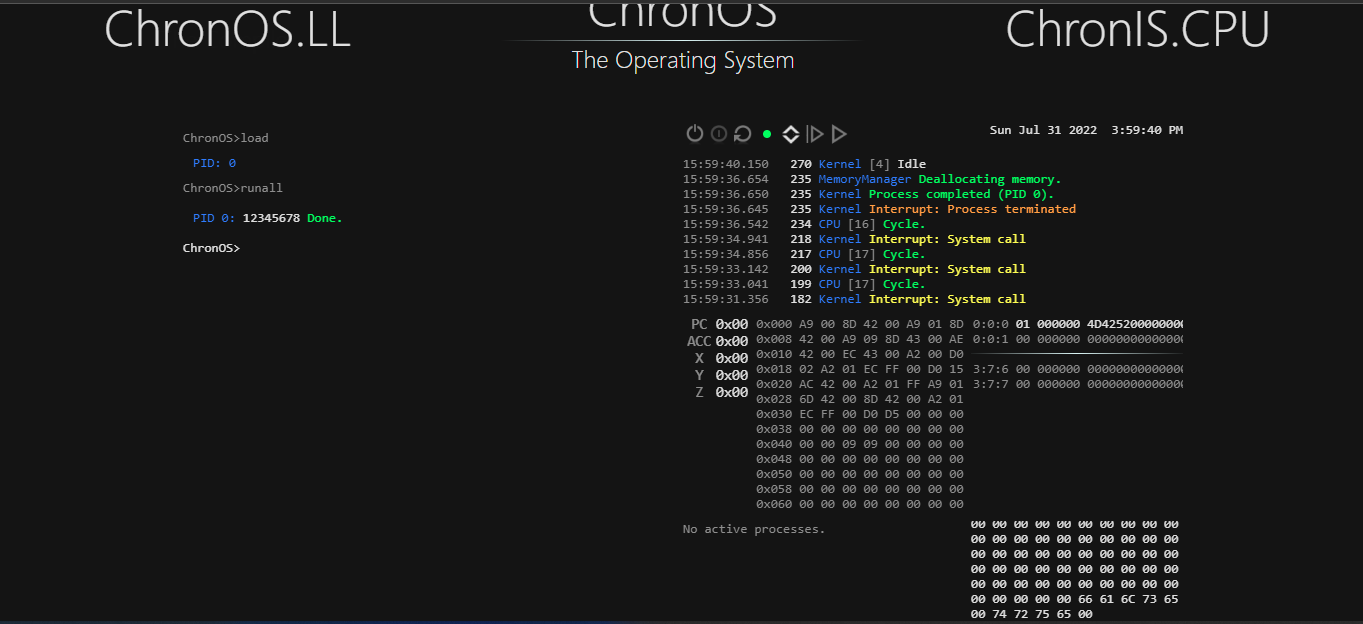 ChronOS.LL
ChronOS
The Operating System
ChronIS.CPU
ChronOS>load
PID: 0
ChronOS>runall
PID 0: 12345678 Done.
ChronOS>
Sun Jul 31 2022 3:59:40 PM
15:59:40.150 270 Kernel [4] Idle
15:59:36.654 235 MemoryManager Deallocating memory.
15:59:36.650 235 Kernel Process completed (PID 0).
15:59:36.645 235 Kernel Interrupt: Process terminated
15:59:36.542 234 CPU [16] Cycle.
15:59:34.941 218 Kernel Interrupt: System call
15:59:34.856 217 CPU [17] Cycle.
15:59:33.142 200 Kernel Interrupt: System call
15:59:33.041 199 CPU [17] Cycle.
15:59:31.356 182 Kernel Interrupt: System call
PC 0x00
ACC 0x00
X 0x00
Y 0x00
Z 0x00
0x000 A9 00 8D 42 00 A9 01 8D
0x008 42 00 A9 09 8D 43 00 AE
0x010 42 00 EC 43 00 A2 00 D0
0x018 02 A2 01 EC FF 00 D0 15
0x020 AC 42 00 A2 01 FF A9 01
0x028 6D 42 00 8D 42 00 A2 01
0x030 EC FF 00 D0 D5 00 00 00
0x038 00 00 00 00 00 00 00 00
0x040 00 00 09 09 00 00 00 00
0x048 00 00 00 00 00 00 00 00
0x050 00 00 00 00 00 00 00 00
0x058 00 00 00 00 00 00 00 00
0x060 00 00 00 00 00 00 00 00
0:0:0 01 000000 4D425200000000
0:0:1 00 000000 00000000000000
3:7:6 00 000000 00000000000000
3:7:7 00 000000 00000000000000
No active processes.
00 00 00 00 00 00 00 00 00 00
00 00 00 00 00 00 00 00 00 00
00 00 00 00 00 00 00 00 00 00
00 00 00 00 00 00 00 00 00 00
00 00 00 00 00 00 00 00 00 00
00 00 00 00 00 66 61 6C 73 65
00 74 72 75 65 00